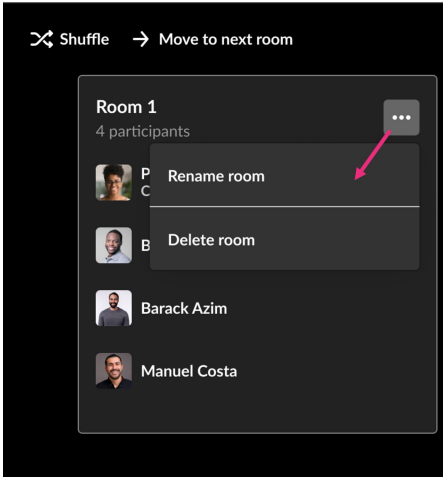 Shuffle
Move to next room
Room 1
4 participants
P
C
Rename room
B
Delete room
Barack Azim
Manuel Costa